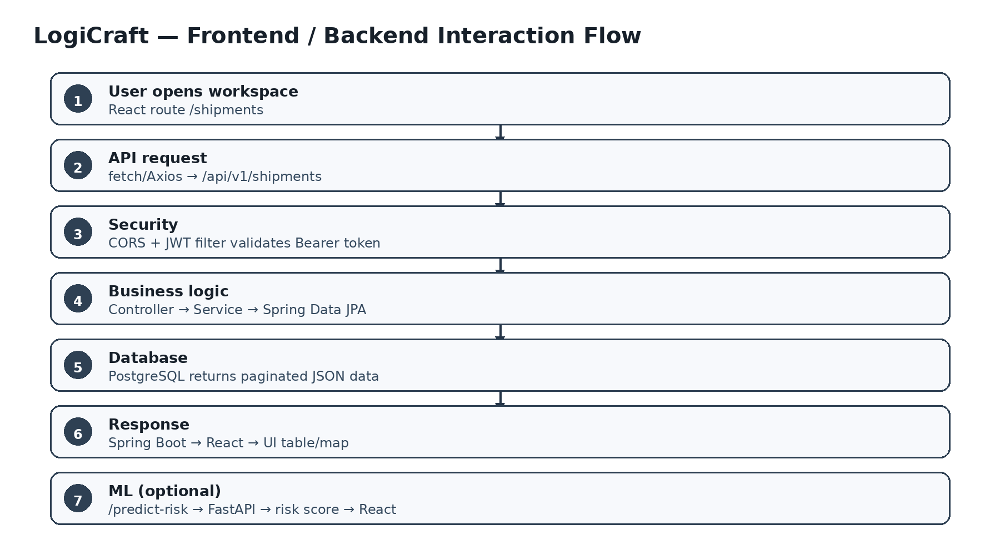 LogiCraft — Frontend / Backend Interaction Flow
1
User opens workspace
React route /shipments
2
API request
fetch/Axios → /api/v1/shipments
3
Security
CORS + JWT filter validates Bearer token
4
Business logic
Controller → Service → Spring Data JPA
5
Database
PostgreSQL returns paginated JSON data
6
Response
Spring Boot → React → UI table/map
7
ML (optional)
/predict-risk → FastAPI → risk score → React